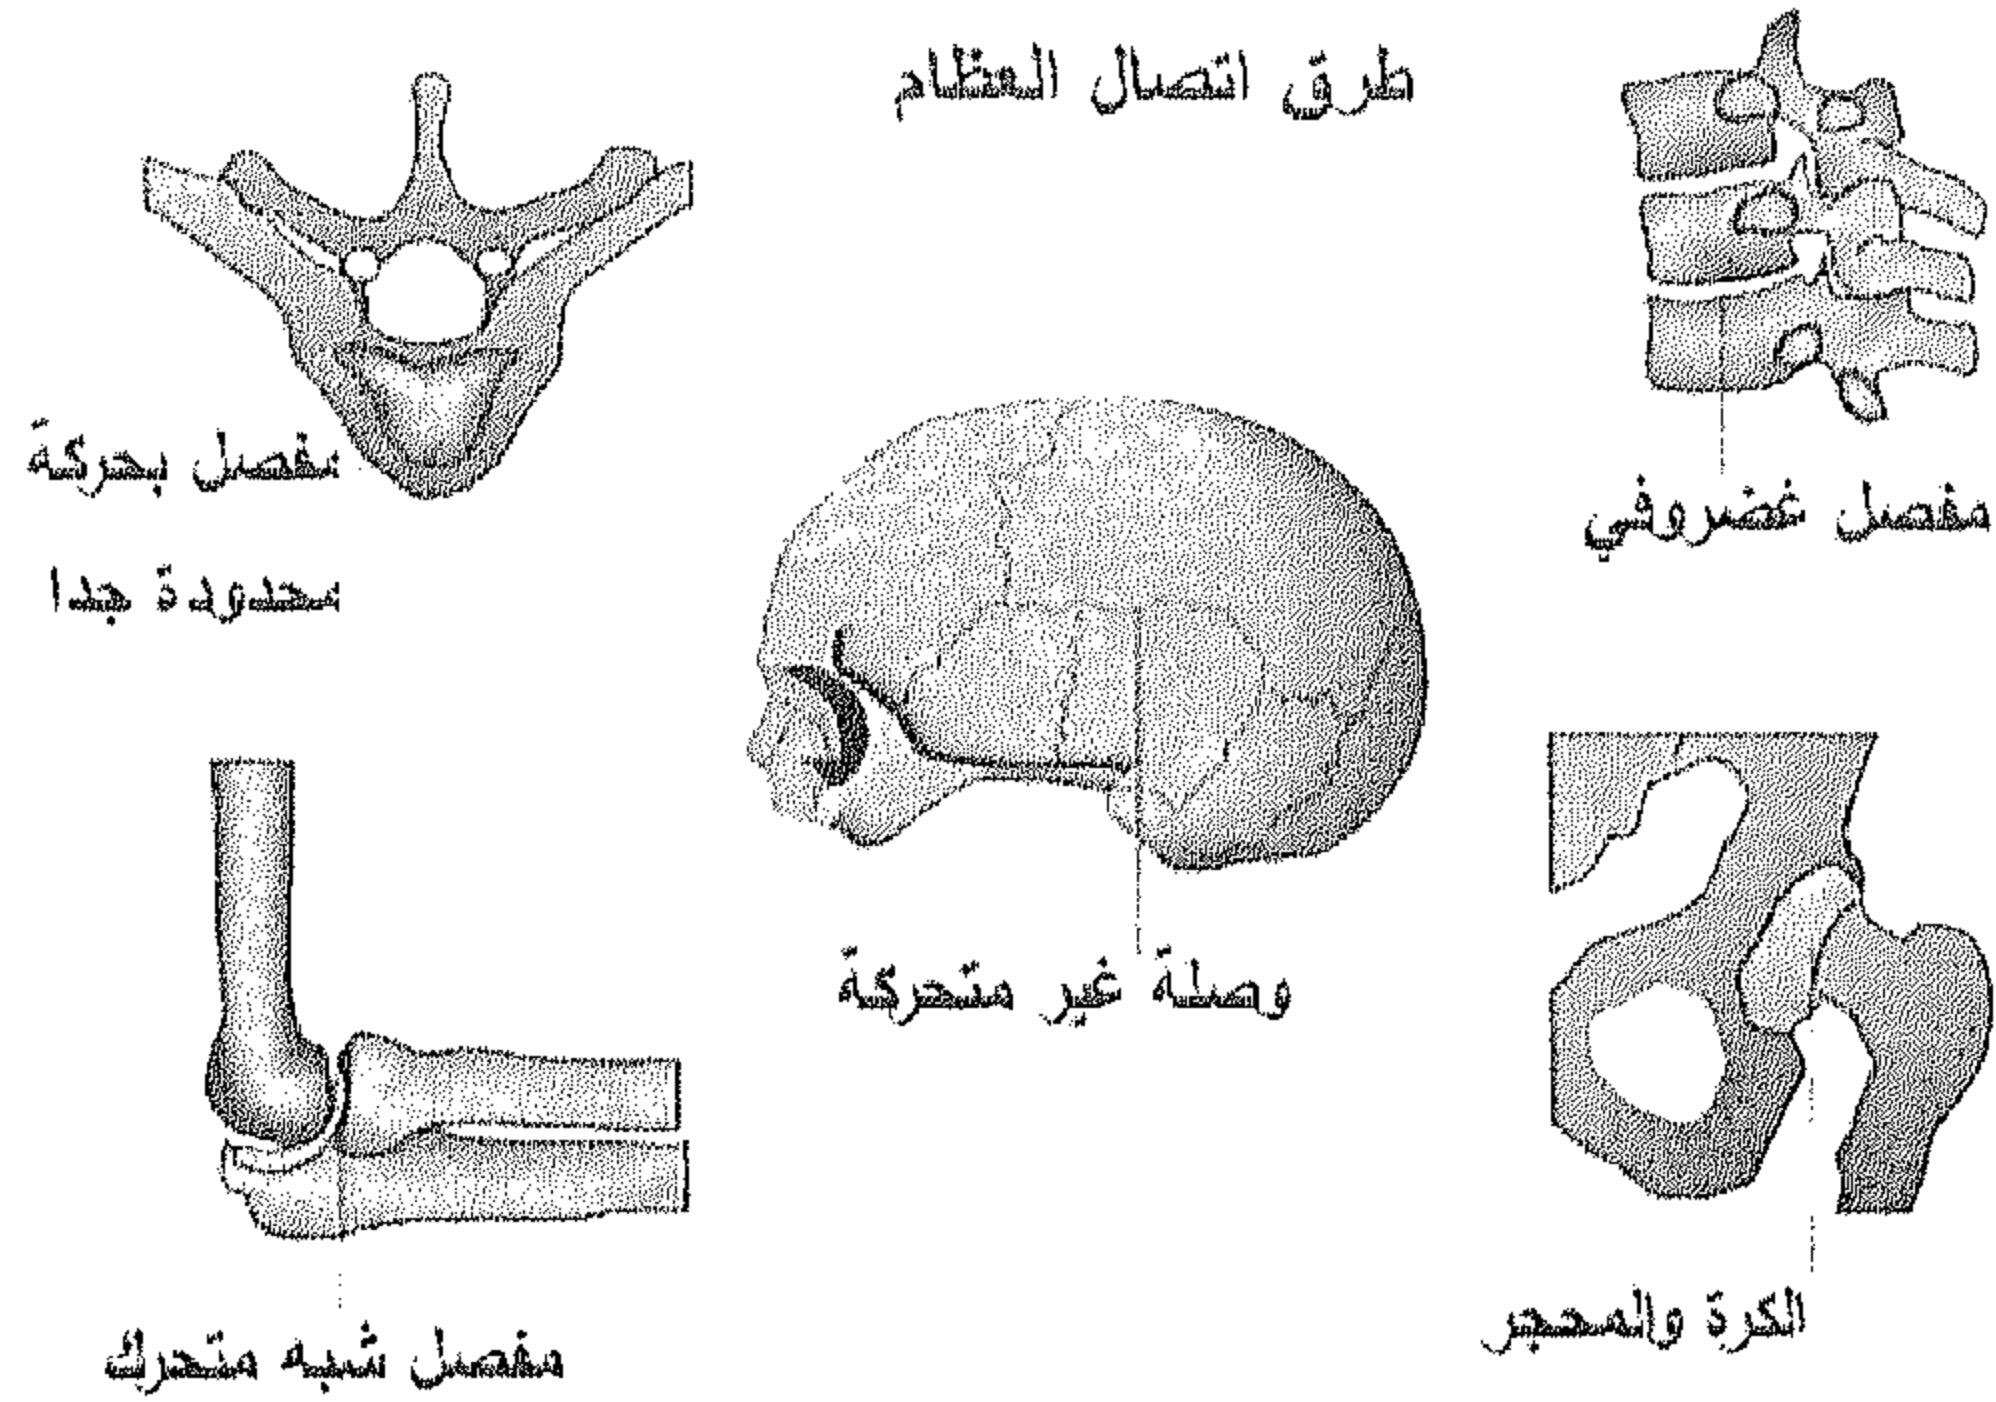 طرق اتصال العظام
مفصل غضروفي
مفصل بحركة
محدودة جدا
وصلة غير متحركة
الكرة والمحجر
مفصل شبه متحرك